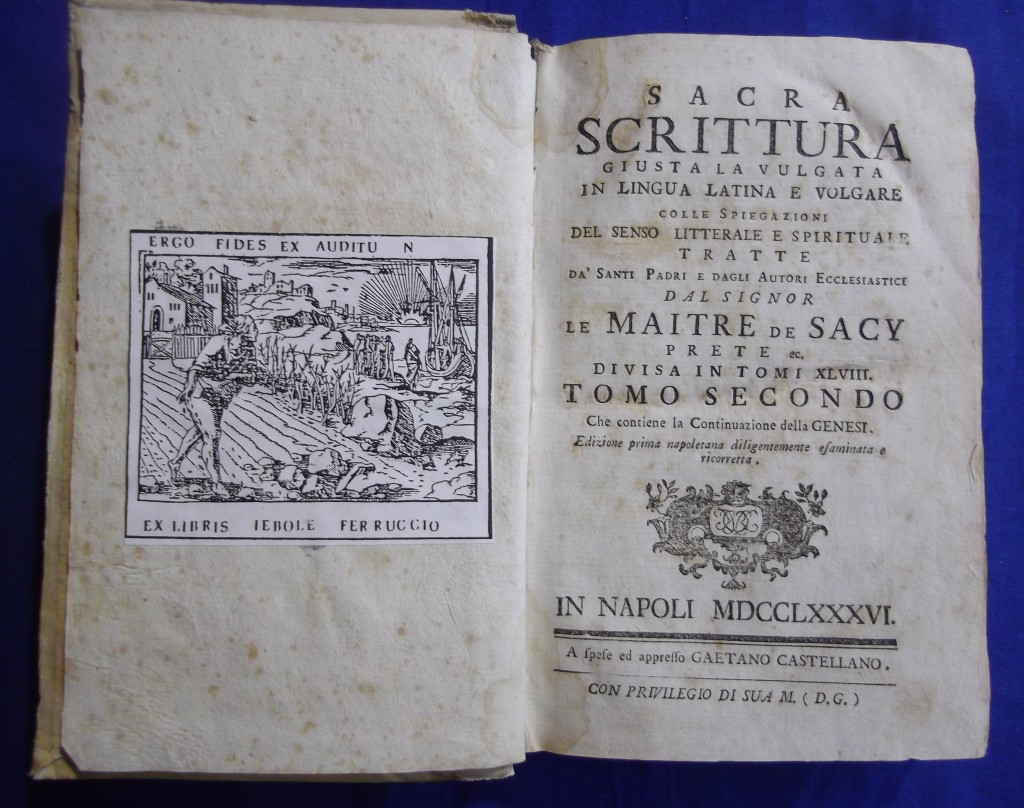 ERGO FIDES EX AUDITU N
EX LIBRIS IEBOLE FERRUCCIO
SACRA
SCRITTURA
GIUSTA LA VULGATA
IN LINGUA LATINA E VOLGARE
COLLE SPIEGAZIONI
DEL SENSO LITTERALE E SPIRITUALE
TRATTE
DA' SANTI PADRI E DAGLI AUTORI ECCLESIASTICI
DAL SIGNOR
LE MAITRE DE SACY
PRETE ec.
DIVISA IN TOMI XLVIII.
TOMO SECONDO
Che contiene la Continuazione della GENESI.
Edizione prima napoletana diligentemente eſaminata e
ricorretta.
IN NAPOLI MDCCLXXXVI.
A ſpeſe ed appreſſo GAETANO CASTELLANO.
CON PRIVILEGIO DI SUA M. (D.G.)